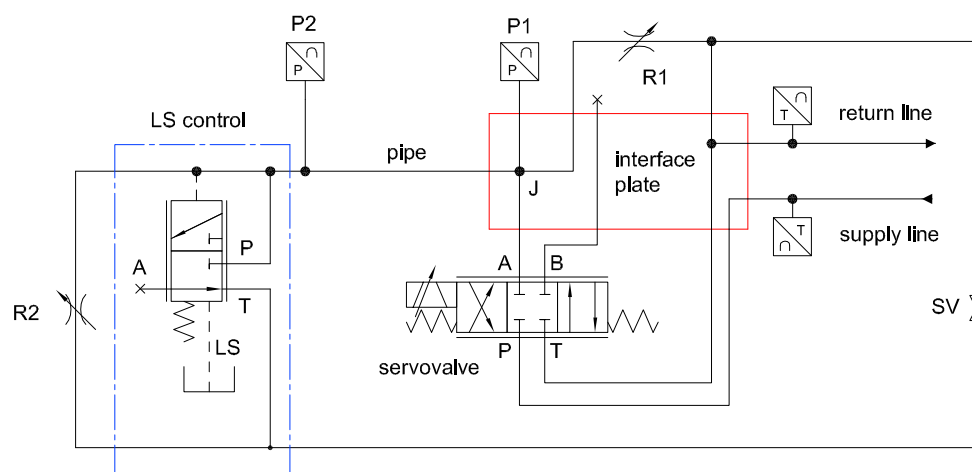 P2
P1
P
P
R1
T
LS control
return line
pipe
interface
plate
J
P
supply line
T
A
A
B
T
R2
SV
LS
P
T
servovalve